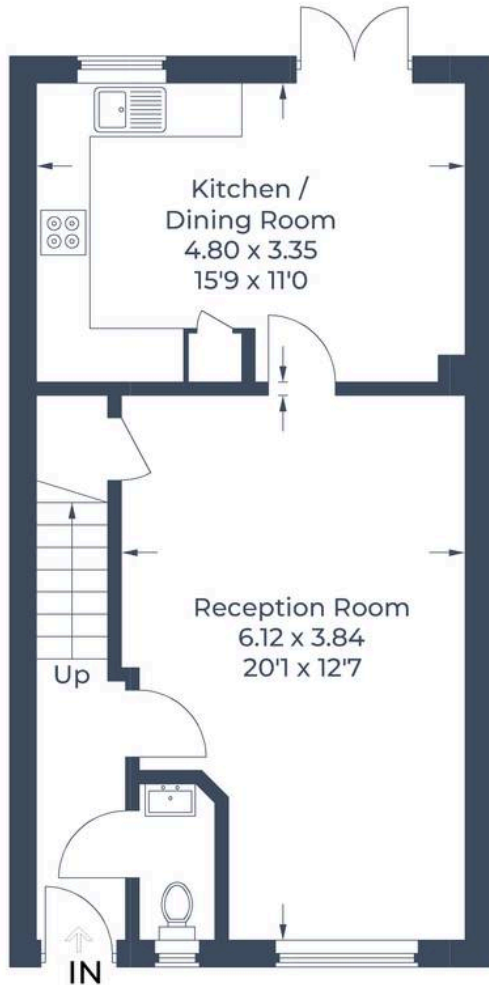 Kitchen /
Dining Room
4.80 x 3.35
15'9 x 11'0
Reception Room
6.12 x 3.84
20'1 x 12'7
Up
IN